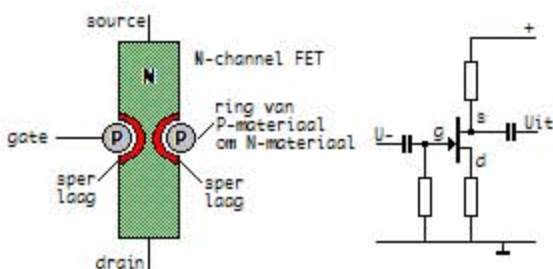 source
N
N-channel FET
gate
P
P
ring van
P-materiaal
om N-materiaal
sper
laag
sper
laag
drain
+
s
U~
g
Uit
d